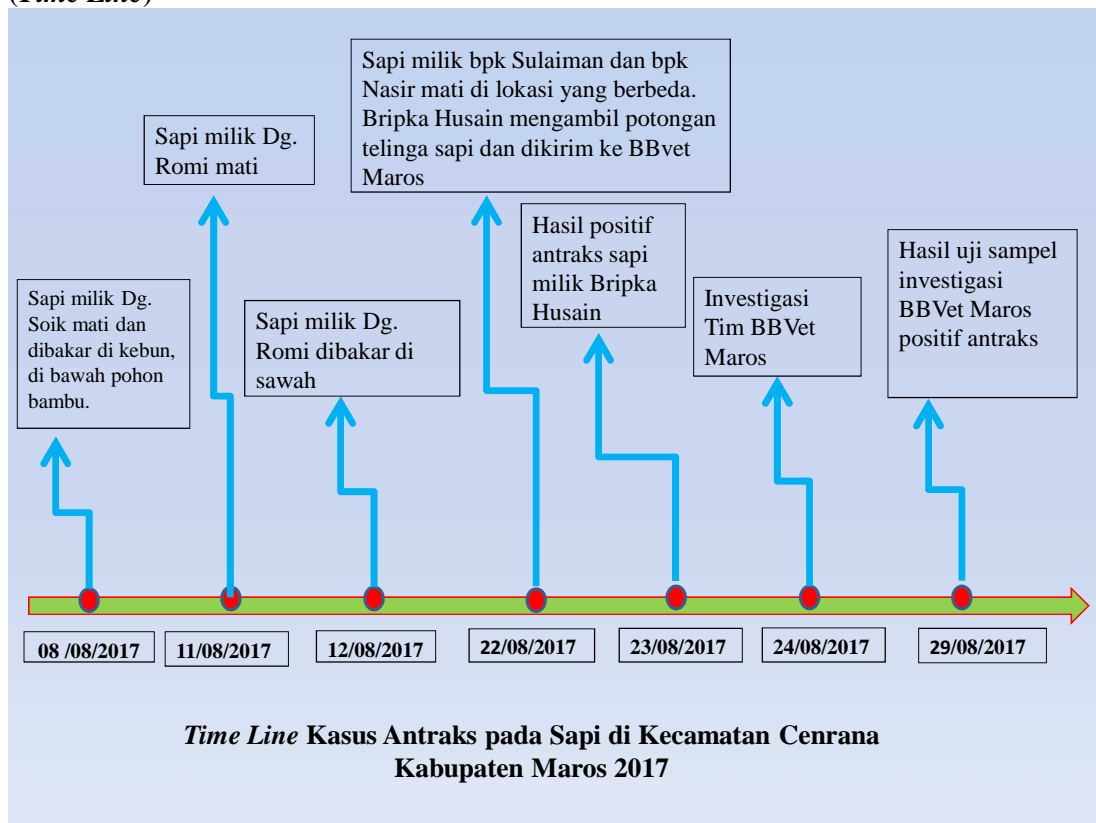 (Time Line)
Sapi milik Dg.
Soik mati dan
dibakar di kebun,
di bawah pohon
bambu.
Sapi milik Dg.
Romi mati
Sapi milik Dg.
Romi dibakar di
sawah
Sapi milik bpk Sulaiman dan bpk
Nasir mati di lokasi yang berbeda.
Bripka Husain mengambil potongan
telinga sapi dan dikirim ke BBvet
Maros
Hasil positif
antraks sapi
milik Bripka
Husain
Investigasi
Tim BBVet
Maros
Hasil uji sampel
investigasi
BBVet Maros
positif antraks
08 /08/2017
11/08/2017
12/08/2017
22/08/2017
23/08/2017
24/08/2017
29/08/2017
Time Line Kasus Antraks pada Sapi di Kecamatan Cenrana
Kabupaten Maros 2017